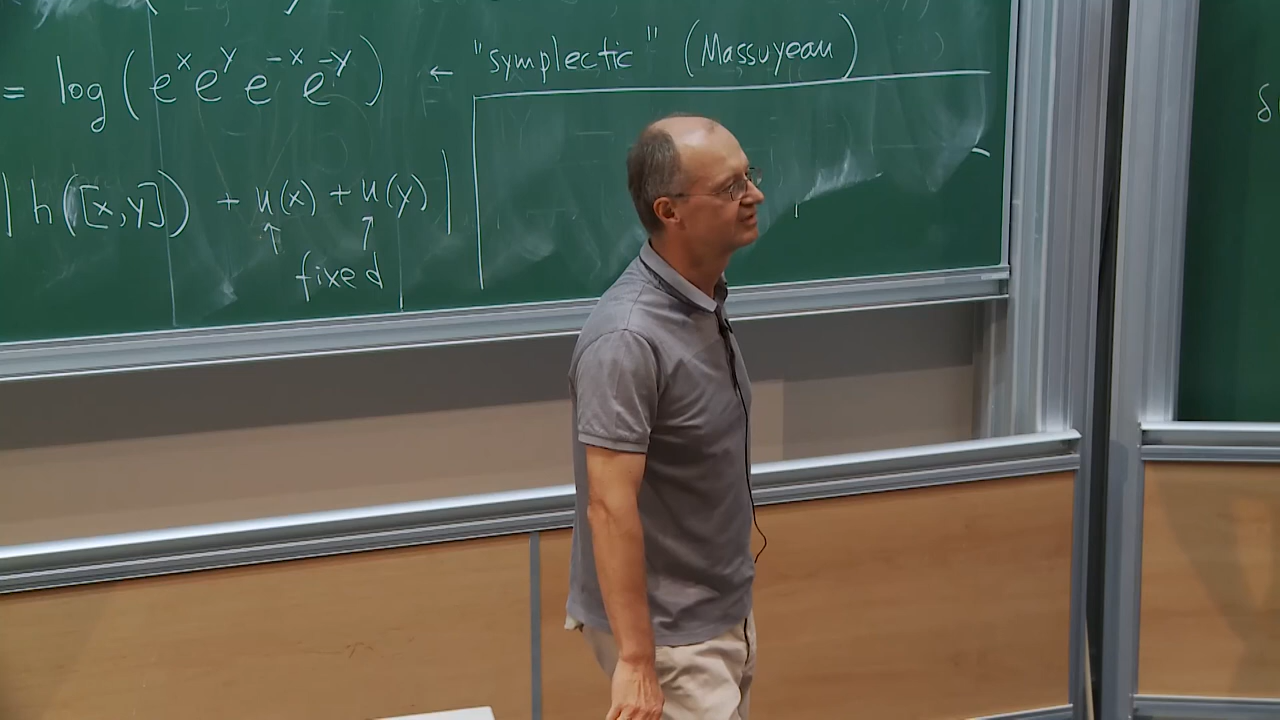 = log(e^x e^y e^-x e^-y) ← "symplectic" (Massuyeau)
|h([x,y]) + u(x) + u(y)|
↑ ↑
fixed
δ